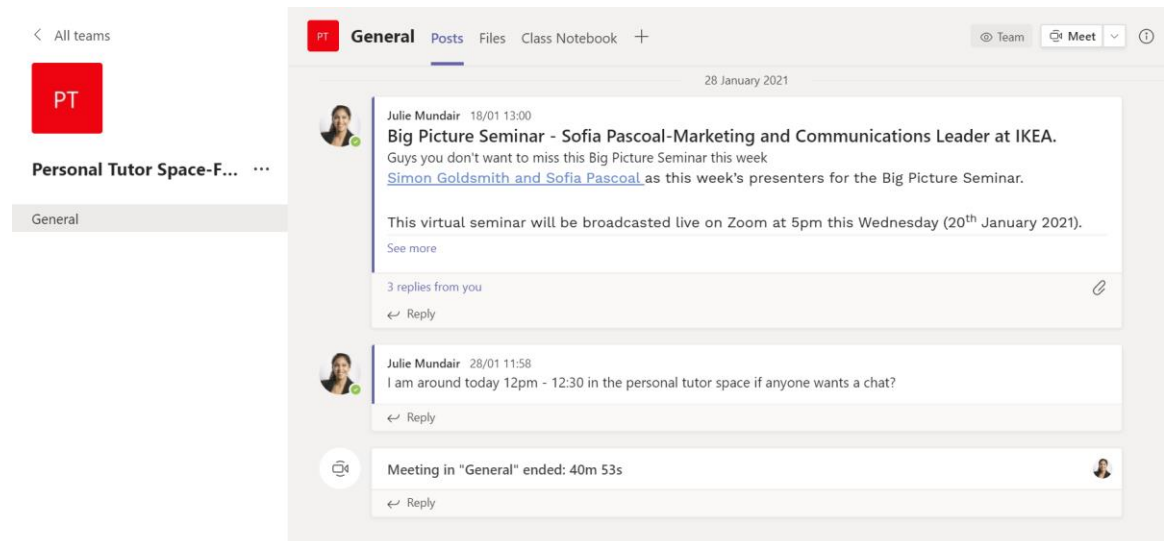 All teams
PT
Personal Tutor Space-F... ...
General
PT General Posts Files Class Notebook +
Team Meet
28 January 2021
Julie Mundair 18/01 13:00
Big Picture Seminar - Sofia Pascoal-Marketing and Communications Leader at IKEA.
Guys you don't want to miss this Big Picture Seminar this week
Simon Goldsmith and Sofia Pascoal as this week's presenters for the Big Picture Seminar.
This virtual seminar will be broadcasted live on Zoom at 5pm this Wednesday (20th January 2021).
See more
3 replies from you
Reply
Julie Mundair 28/01 11:58
I am around today 12pm - 12:30 in the personal tutor space if anyone wants a chat?
Reply
Meeting in "General" ended: 40m 53s
Reply